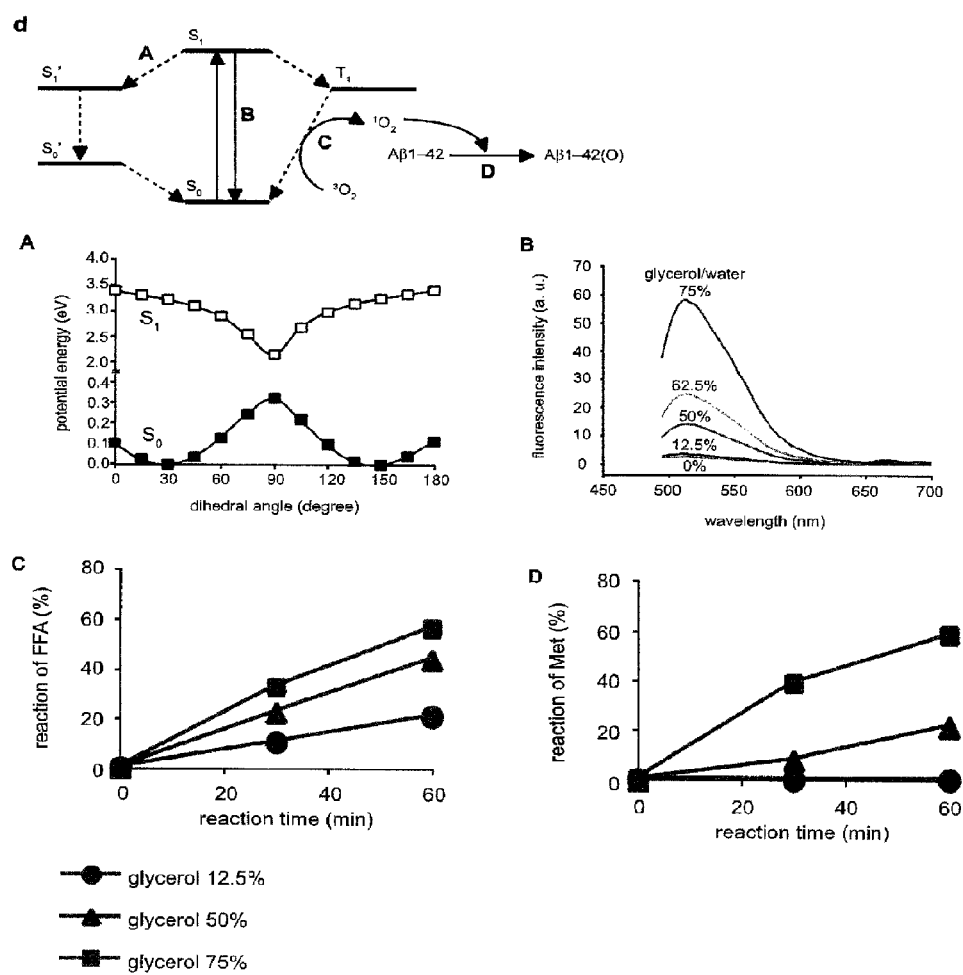 d
S1
A
S1'
T1
B
C
1O2
Aβ1–42
Aβ1–42(O)
D
S0'
S0
3O2
A
4.0
3.5
3.0
2.5
2.0
0.4
0.3
0.2
0.1
0.0
potential energy (eV)
S1
S0
0 30 60 90 120 150 180
dihedral angle (degree)
B
70
60
50
40
30
20
10
0
fluorescence intensity (a. u.)
glycerol/water
75%
62.5%
50%
12.5%
0%
450 500 550 600 650 700
wavelength (nm)
C
80
60
40
20
0
reaction of FFA (%)
0 20 40 60
reaction time (min)
D
80
60
40
20
0
reaction of Met (%)
0 20 40 60
reaction time (min)
glycerol 12.5%
glycerol 50%
glycerol 75%